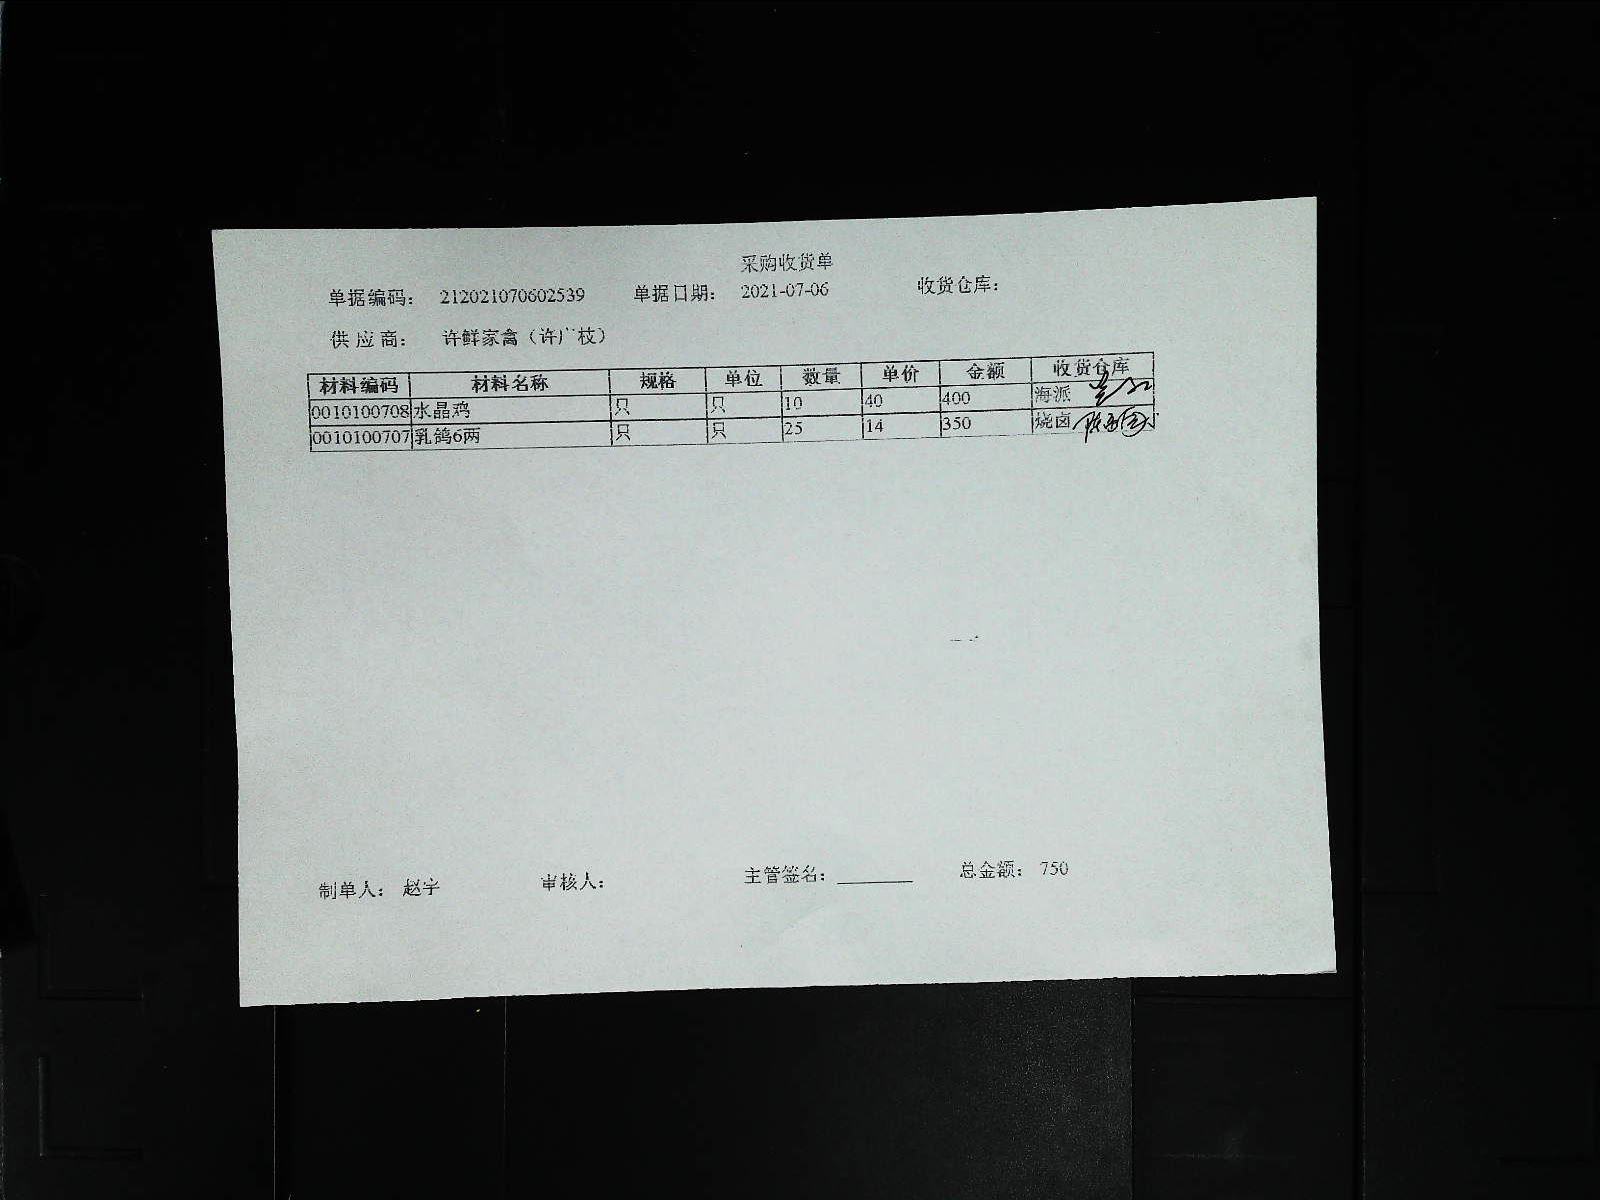 采购收货单
单据编码： 212021070602539 单据日期： 2021-07-06 收货仓库：
供 应 商： 许鲜家禽（许广枝）
材料编码 材料名称 规格 单位 数量 单价 金额 收货仓库
0010100708 水晶鸡 只 只 10 40 400 海派
0010100707 乳鸽6两 只 只 25 14 350 烧卤
制单人： 赵宇 审核人： 主管签名：________ 总金额： 750